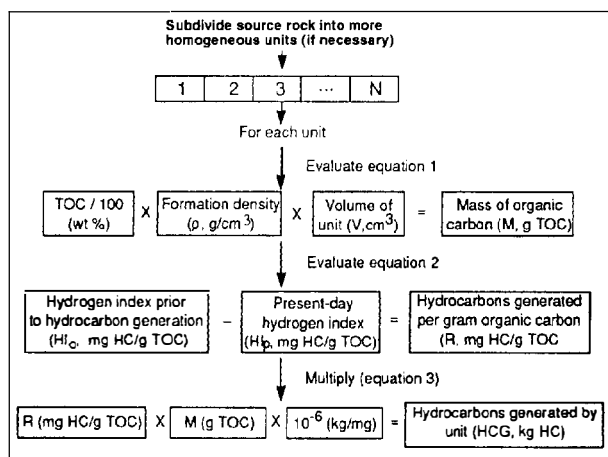 Subdivide source rock into more
homogeneous units (if necessary)
1 2 3 ... N
For each unit
Evaluate equation 1
TOC / 100 (wt %) X Formation density (ρ, g/cm³) X Volume of unit (V,cm³) = Mass of organic carbon (M, g TOC)
Evaluate equation 2
Hydrogen index prior to hydrocarbon generation (HIo, mg HC/g TOC) – Present-day hydrogen index (HIp, mg HC/g TOC) = Hydrocarbons generated per gram organic carbon (R, mg HC/g TOC
Multiply (equation 3)
R (mg HC/g TOC) X M (g TOC) X 10⁻⁶ (kg/mg) = Hydrocarbons generated by unit (HCG, kg HC)